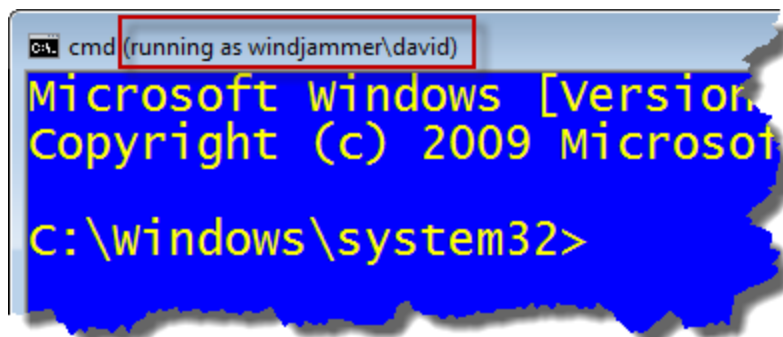 cmd (running as windjammer\david)
Microsoft Windows [Version
Copyright (c) 2009 Microsof
C:\Windows\system32>